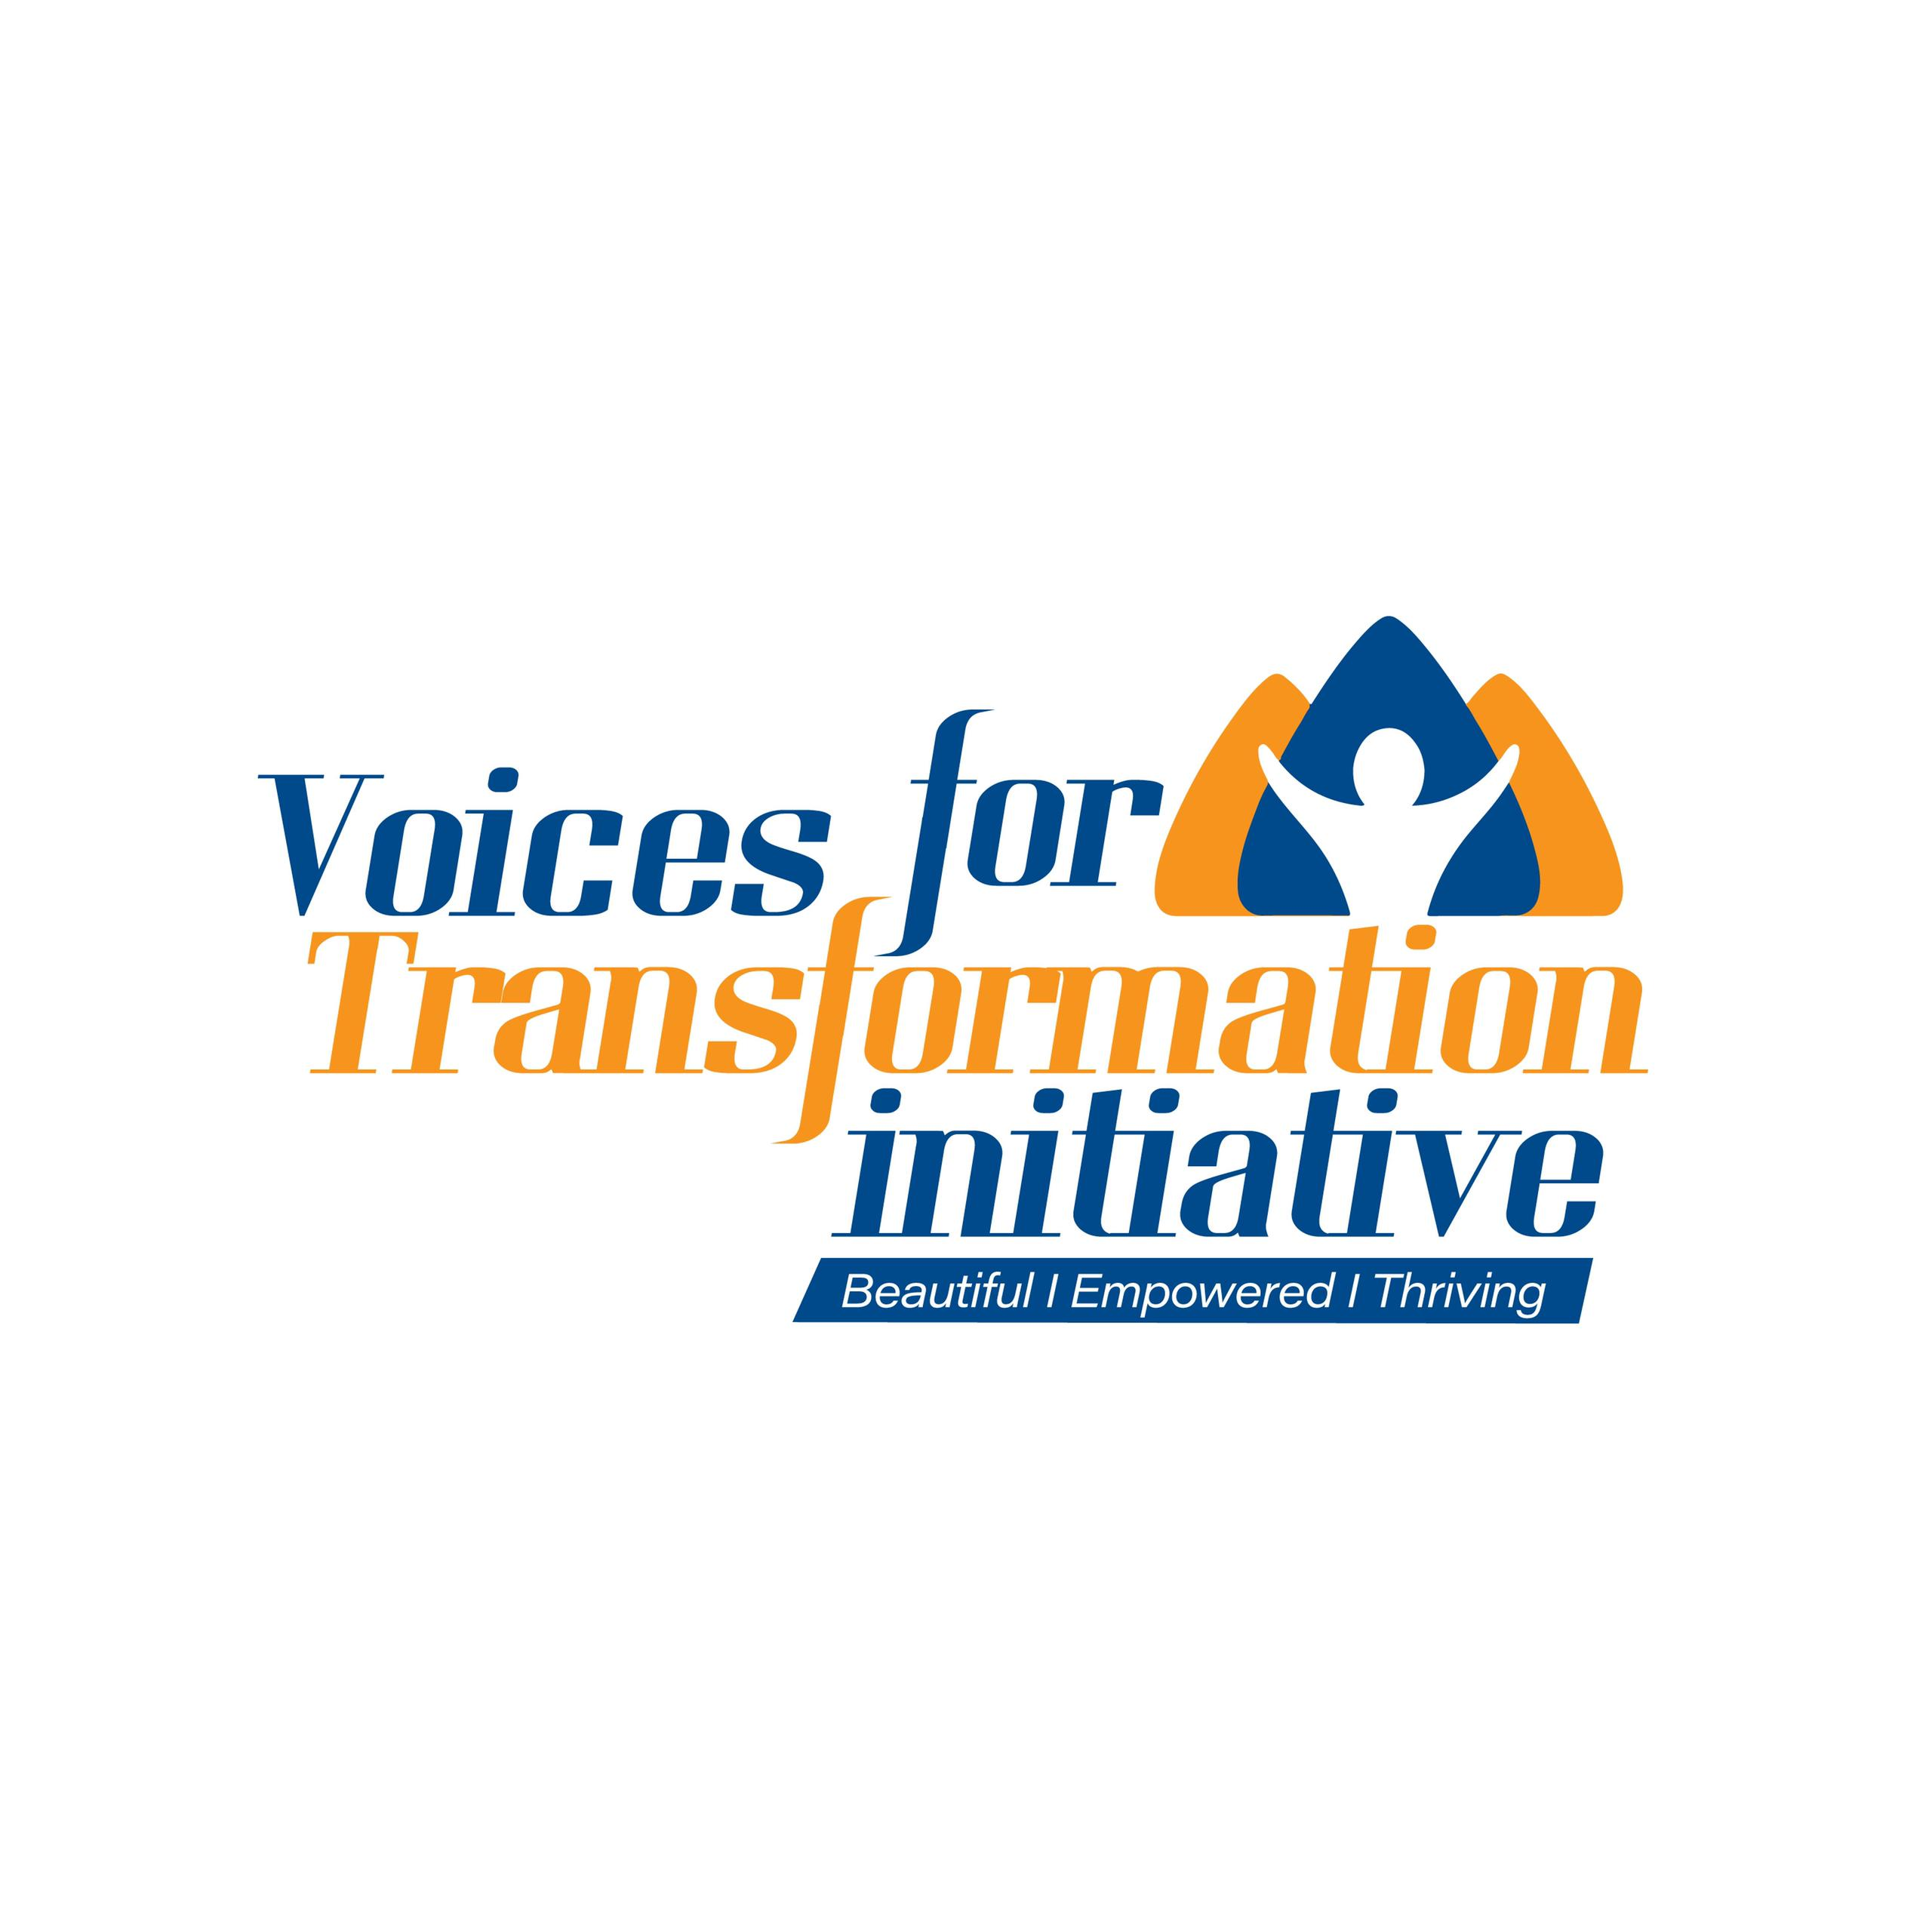 Voices for
Transformation
initiative
Beautiful I Empowered I Thriving